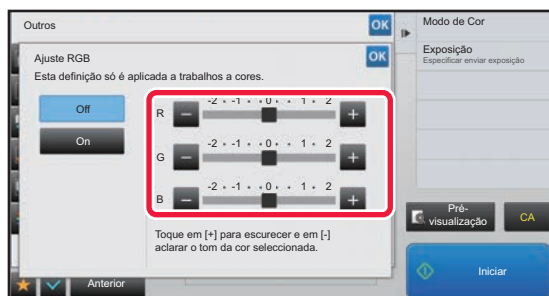 Outros
OK
Modo de Cor
Exposição
Especificar enviar exposição
Ajuste RGB
OK
Esta definição só é aplicada a trabalhos a cores.
Off
On
-2 -1 0 1 2
R - +
-2 -1 0 1 2
G - +
-2 -1 0 1 2
B - +
Toque em [+] para escurecer e em [-]
aclarar o tom da cor seleccionada.
Pré-
visualização
CA
Anterior
Iniciar